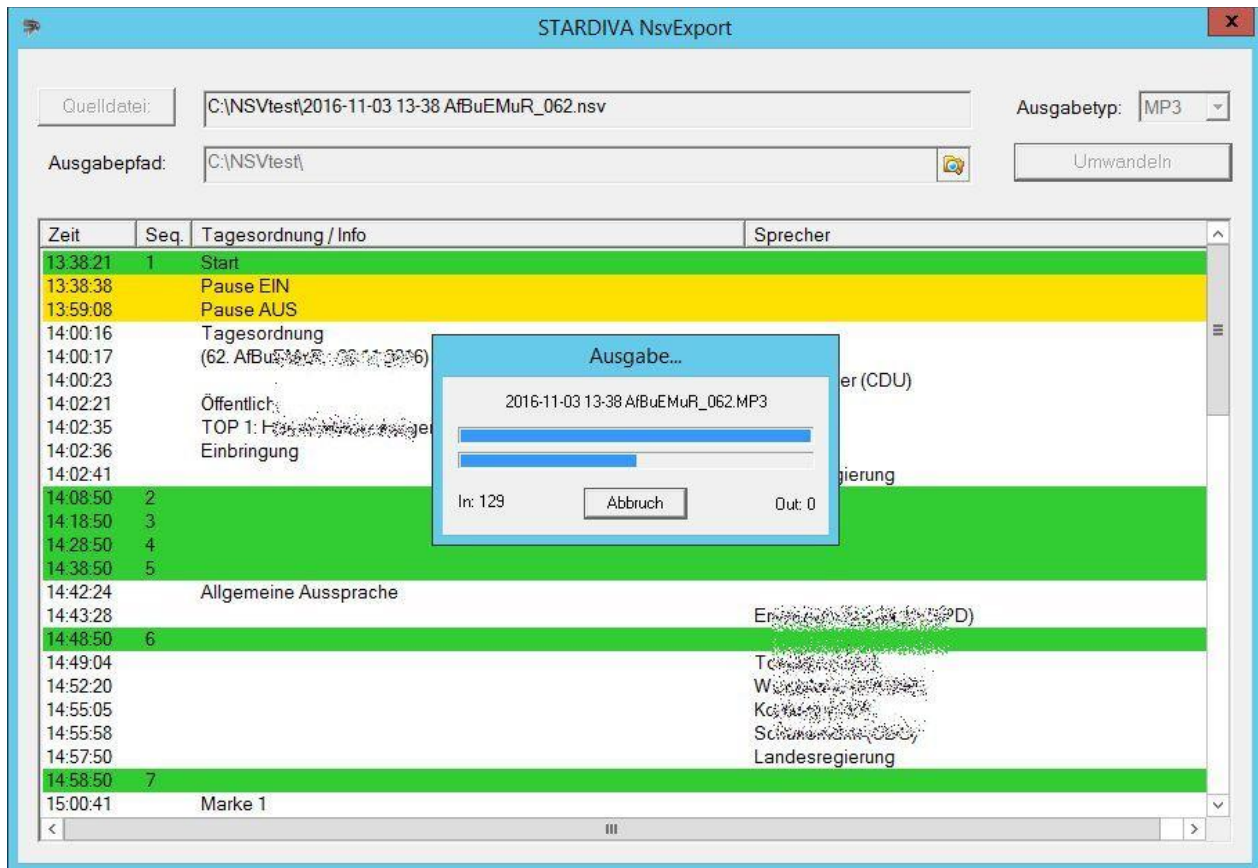 STARDIVA NsvExport
x
Quelldatei: C:\NSVtest\2016-11-03 13-38 AfBuEMuR_062.nsv Ausgabetyp: MP3
Ausgabepfad: C:\NSVtest\ Umwandeln
Zeit Seq. Tagesordnung / Info Sprecher
13:38:21 1 Start
13:38:38 Pause EIN
13:59:08 Pause AUS
14:00:16 Tagesordnung
14:00:17 (62.
14:00:23 er (CDU)
14:02:21 Öffentlich
14:02:35 TOP 1:
14:02:36 Einbringung
14:02:41 gierung
14:08:50 2
14:18:50 3
14:28:50 4
14:38:50 5
14:42:24 Allgemeine Aussprache
14:43:28
14:48:50 6
14:49:04
14:52:20
14:55:05
14:55:58
14:57:50 Landesregierung
14:58:50 7
15:00:41 Marke 1
Ausgabe...
2016-11-03 13-38 AfBuEMuR_062.MP3
In: 129 Abbruch Out: 0